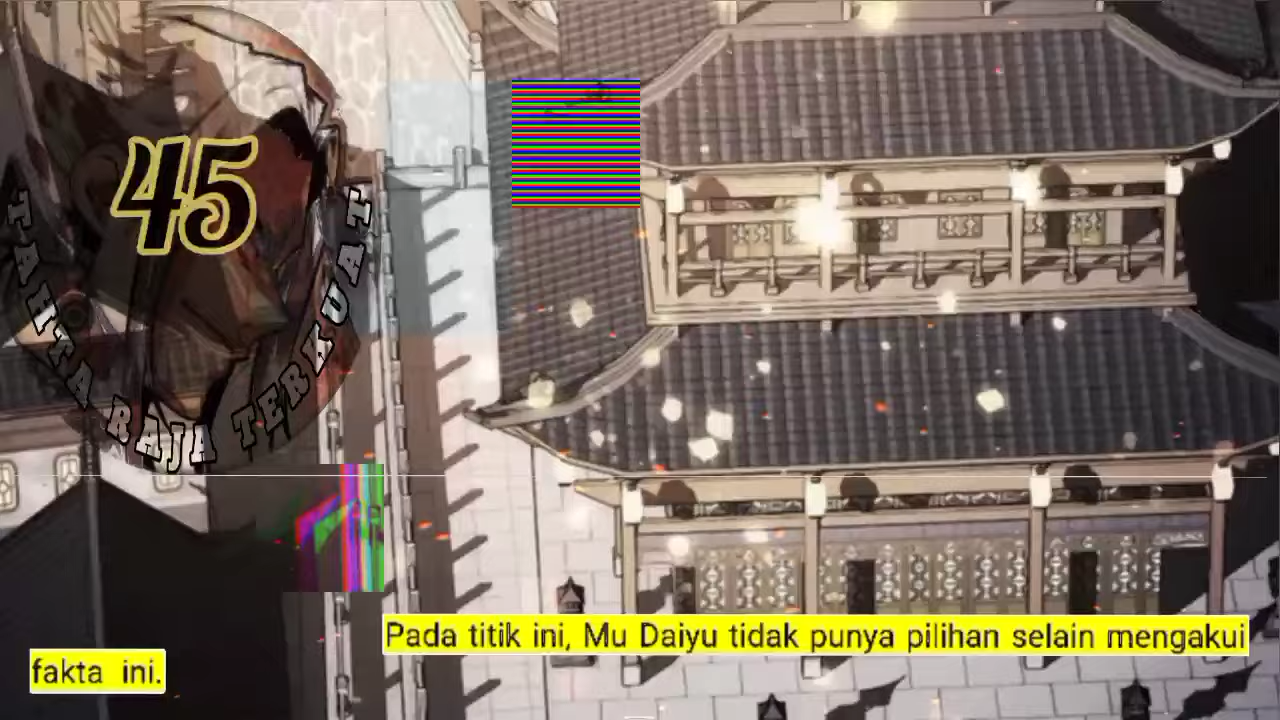 45
TAHTA RAJA TERKUAT
Pada titik ini, Mu Daiyu tidak punya pilihan selain mengakui
fakta ini.